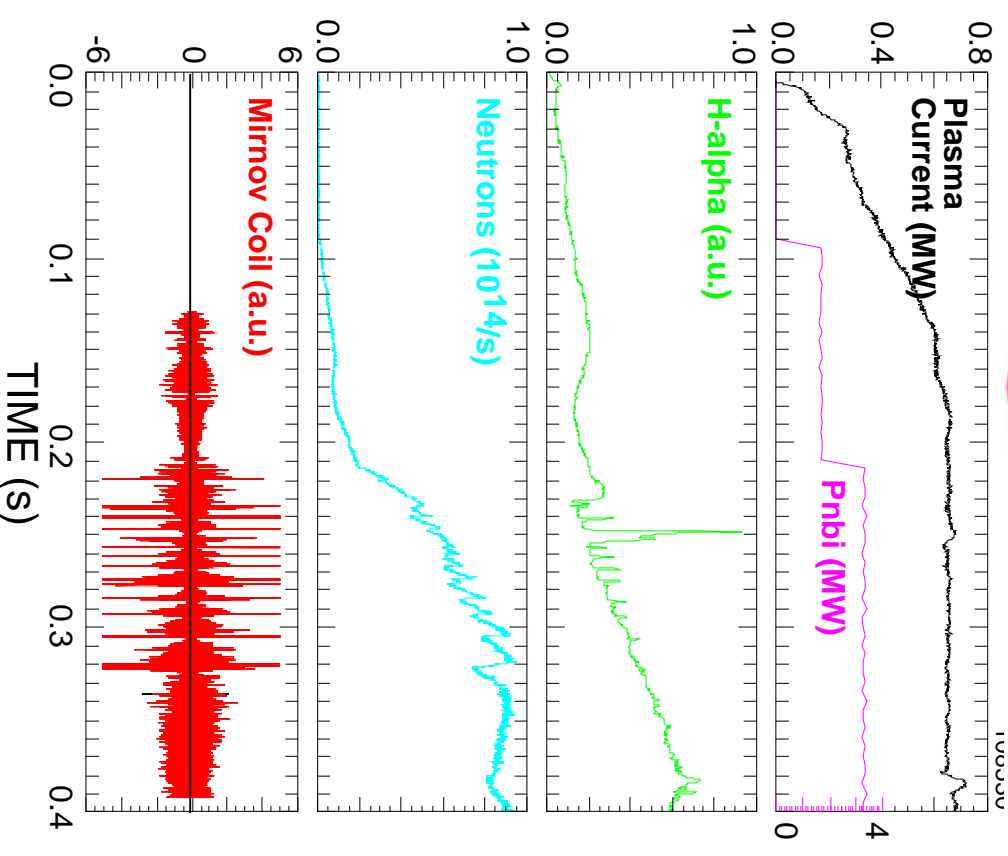 0.8
Plasma
Current (MW)
0.4
4
Pnbi (MW)
0.0
0
1.0
H-alpha (a.u.)
0.0
1.0
Neutrons (10¹⁴/s)
0.0
6
Mirnov Coil (a.u.)
0
-6
0.0 0.1 0.2 0.3 0.4
TIME (s)